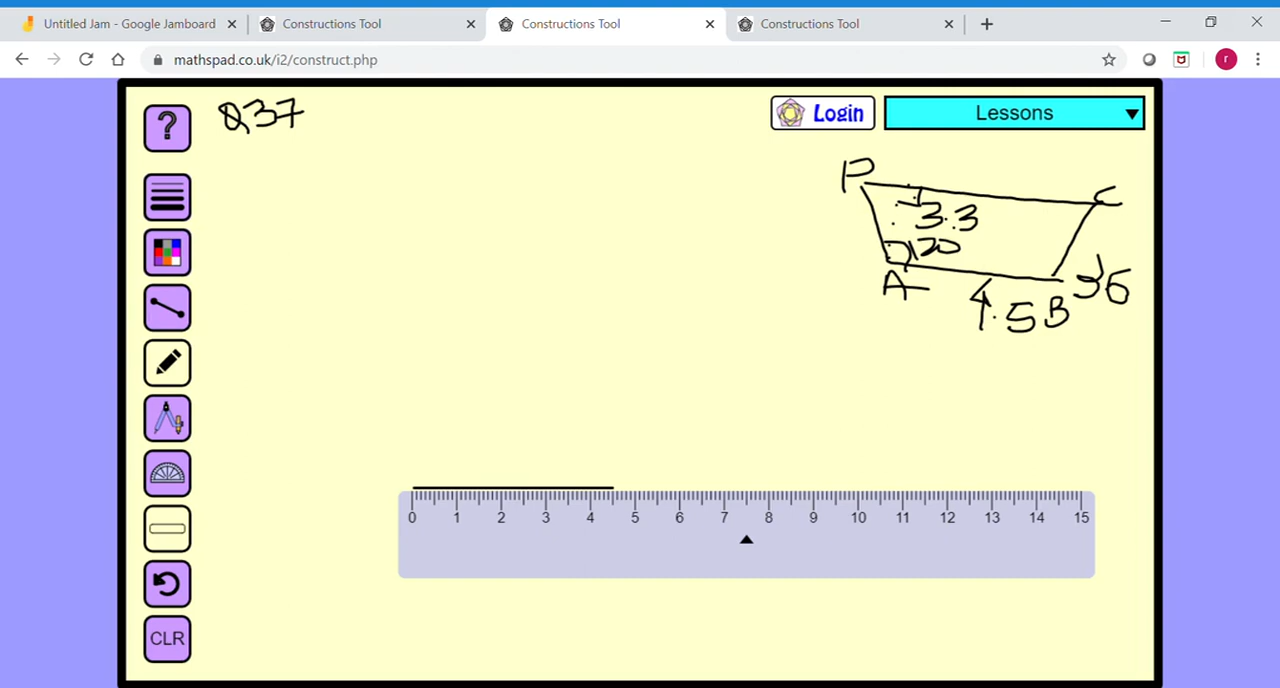 Untitled Jam - Google Jamboard
Constructions Tool
Constructions Tool
Constructions Tool
mathspad.co.uk/i2/construct.php
r
?
Q37
Login
Lessons
P
C
3.3
120
A
4.5
B
36
0 1 2 3 4 5 6 7 8 9 10 11 12 13 14 15
CLR